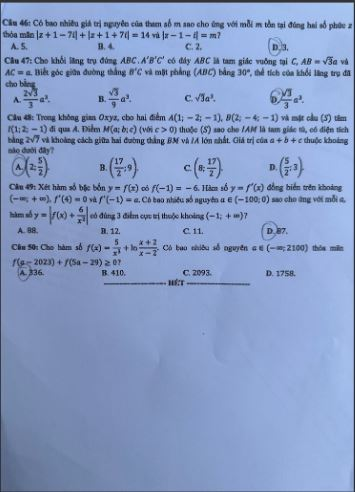 Câu 46: Có bao nhiêu giá trị nguyên của tham số m sao cho ứng với mỗi m tồn tại đúng hai số phức z
thỏa mãn |z + 1 − 7i| + |z + 1 + 7i| = 14 và |z − 1 − i| = m?
A. 5. B. 4. C. 2. D. 3.
Câu 47: Cho khối lăng trụ đứng ABC.A'B'C' có đáy ABC là tam giác vuông tại C, AB = √3a và
AC = a. Biết góc giữa đường thẳng B'C và mặt phẳng (ABC) bằng 30°, thể tích của khối lăng trụ đã
cho bằng
A. 2√3/3 a³. B. √3/9 a³. C. √3a³. D. √3/3 a³.
Câu 48: Trong không gian Oxyz, cho hai điểm A(1; −2; −1), B(2; −4; −1) và mặt cầu (S) tâm
I(1; 2; −1) đi qua A. Điểm M(a; b; c) (với c > 0) thuộc (S) sao cho IAM là tam giác tù, có diện tích
bằng 2√7 và khoảng cách giữa hai đường thẳng BM và IA lớn nhất. Giá trị của a + b + c thuộc khoảng
nào dưới đây?
A. (2; 5/2). B. (17/2; 9). C. (8; 17/2). D. (5/2; 3).
Câu 49: Xét hàm số bậc bốn y = f(x) có f(−1) = −6. Hàm số y = f'(x) đồng biến trên khoảng
(−∞; +∞), f'(4) = 0 và f'(−1) = a. Có bao nhiêu số nguyên a ∈ (−100; 0) sao cho ứng với mỗi a,
hàm số y = |f(x) + 6/x²| có đúng 3 điểm cực trị thuộc khoảng (−1; +∞)?
A. 88. B. 12. C. 11. D. 87.
Câu 50: Cho hàm số f(x) = 5/x³ + ln (x + 2)/(x − 2). Có bao nhiêu số nguyên a ∈ (−∞; 2100) thỏa mãn
f(a − 2023) + f(5a − 29) ≥ 0?
A. 336. B. 410. C. 2093. D. 1758.
HẾT